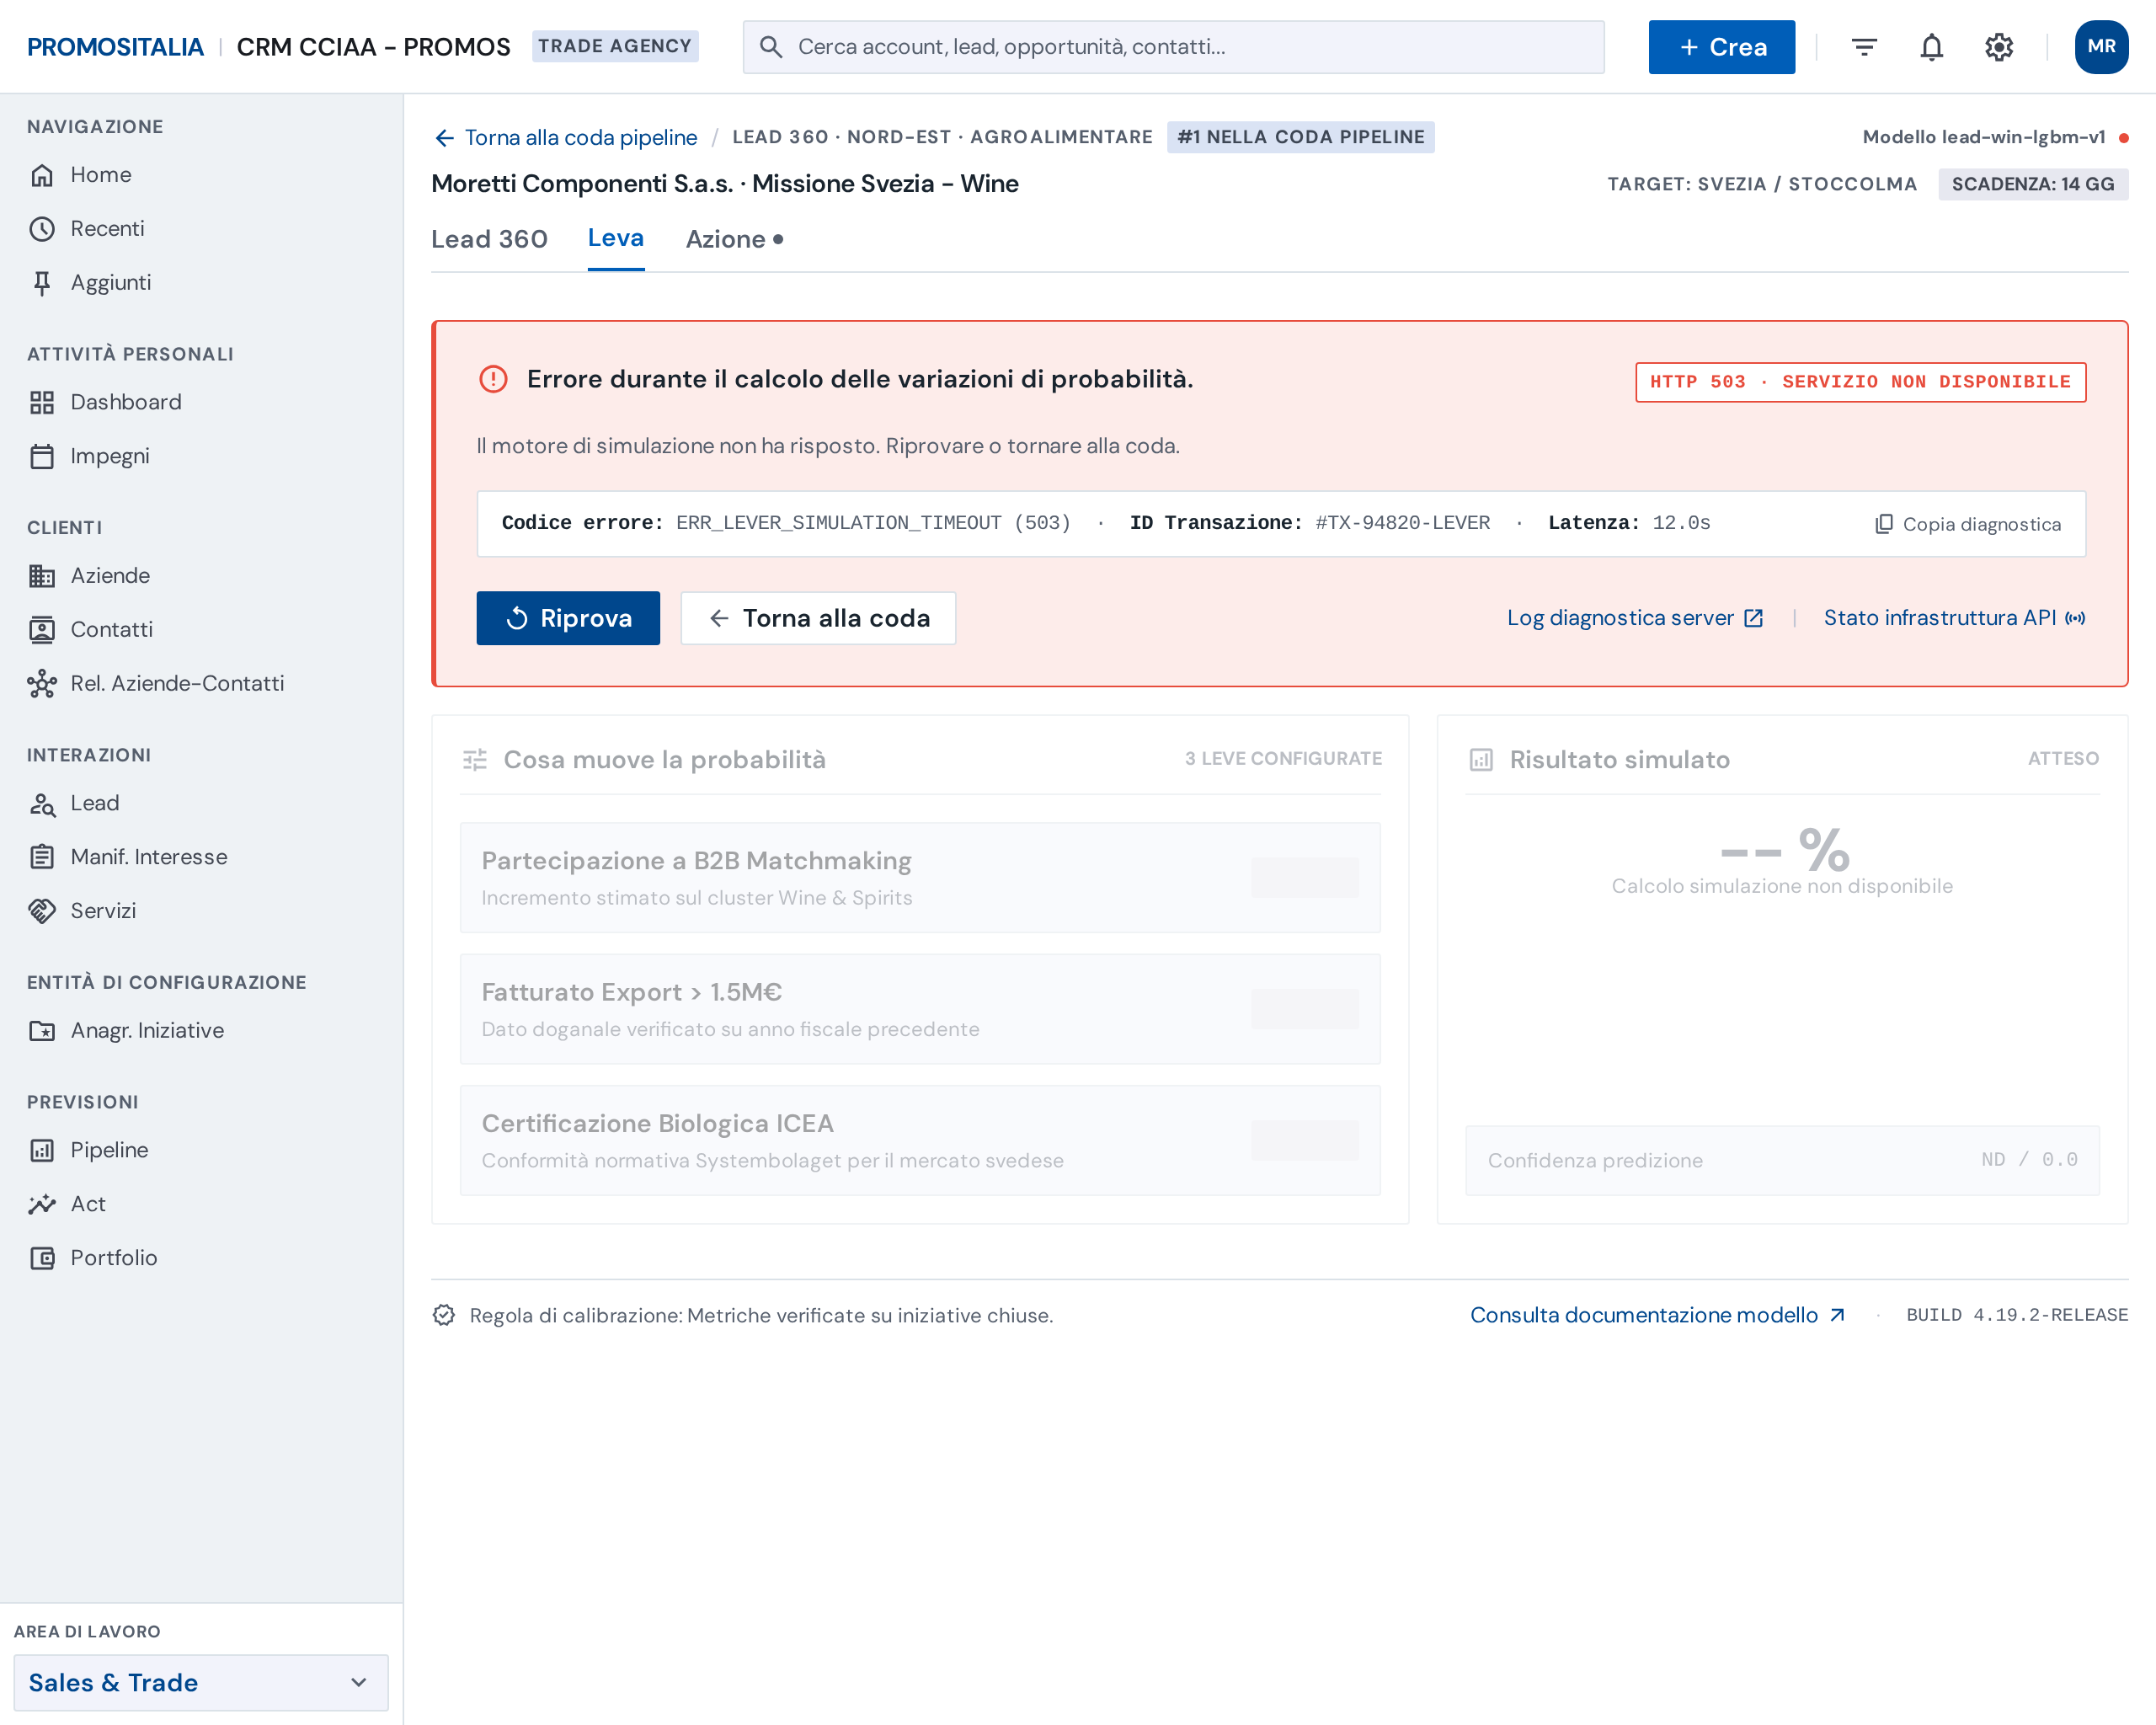 PROMOSITALIA | CRM CCIAA - PROMOS TRADE AGENCY
Cerca account, lead, opportunità, contatti...
+ Crea
MR
NAVIGAZIONE
Home
Recenti
Aggiunti
ATTIVITÀ PERSONALI
Dashboard
Impegni
CLIENTI
Aziende
Contatti
Rel. Aziende-Contatti
INTERAZIONI
Lead
Manif. Interesse
Servizi
ENTITÀ DI CONFIGURAZIONE
Anagr. Iniziative
PREVISIONI
Pipeline
Act
Portfolio
AREA DI LAVORO
Sales & Trade
← Torna alla coda pipeline / LEAD 360 · NORD-EST · AGROALIMENTARE #1 NELLA CODA PIPELINE
Modello lead-win-lgbm-v1
Moretti Componenti S.a.s. · Missione Svezia - Wine
TARGET: SVEZIA / STOCCOLMA SCADENZA: 14 GG
Lead 360 Leva Azione
Errore durante il calcolo delle variazioni di probabilità.
HTTP 503 · SERVIZIO NON DISPONIBILE
Il motore di simulazione non ha risposto. Riprovare o tornare alla coda.
Codice errore: ERR_LEVER_SIMULATION_TIMEOUT (503) · ID Transazione: #TX-94820-LEVER · Latenza: 12.0s
Copia diagnostica
Riprova
← Torna alla coda
Log diagnostica server | Stato infrastruttura API
Cosa muove la probabilità
3 LEVE CONFIGURATE
Partecipazione a B2B Matchmaking
Incremento stimato sul cluster Wine & Spirits
Fatturato Export > 1.5M€
Dato doganale verificato su anno fiscale precedente
Certificazione Biologica ICEA
Conformità normativa Systembolaget per il mercato svedese
Risultato simulato
ATTESO
-- %
Calcolo simulazione non disponibile
Confidenza predizione
ND / 0.0
Regola di calibrazione: Metriche verificate su iniziative chiuse.
Consulta documentazione modello · BUILD 4.19.2-RELEASE